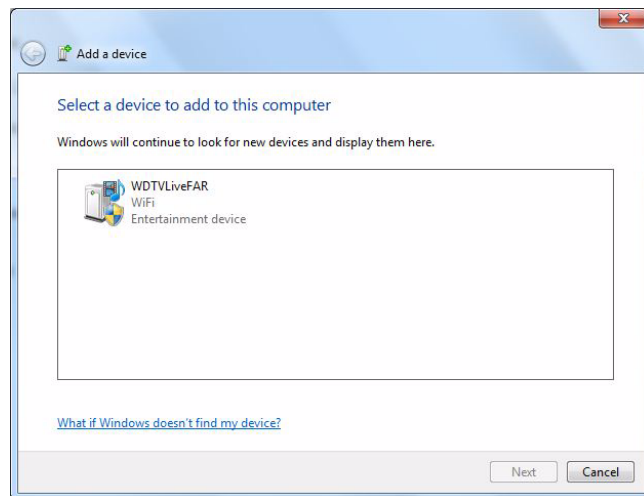 Add a device
Select a device to add to this computer
Windows will continue to look for new devices and display them here.
WDTVLiveFAR
WiFi
Entertainment device
What if Windows doesn't find my device?
Next
Cancel